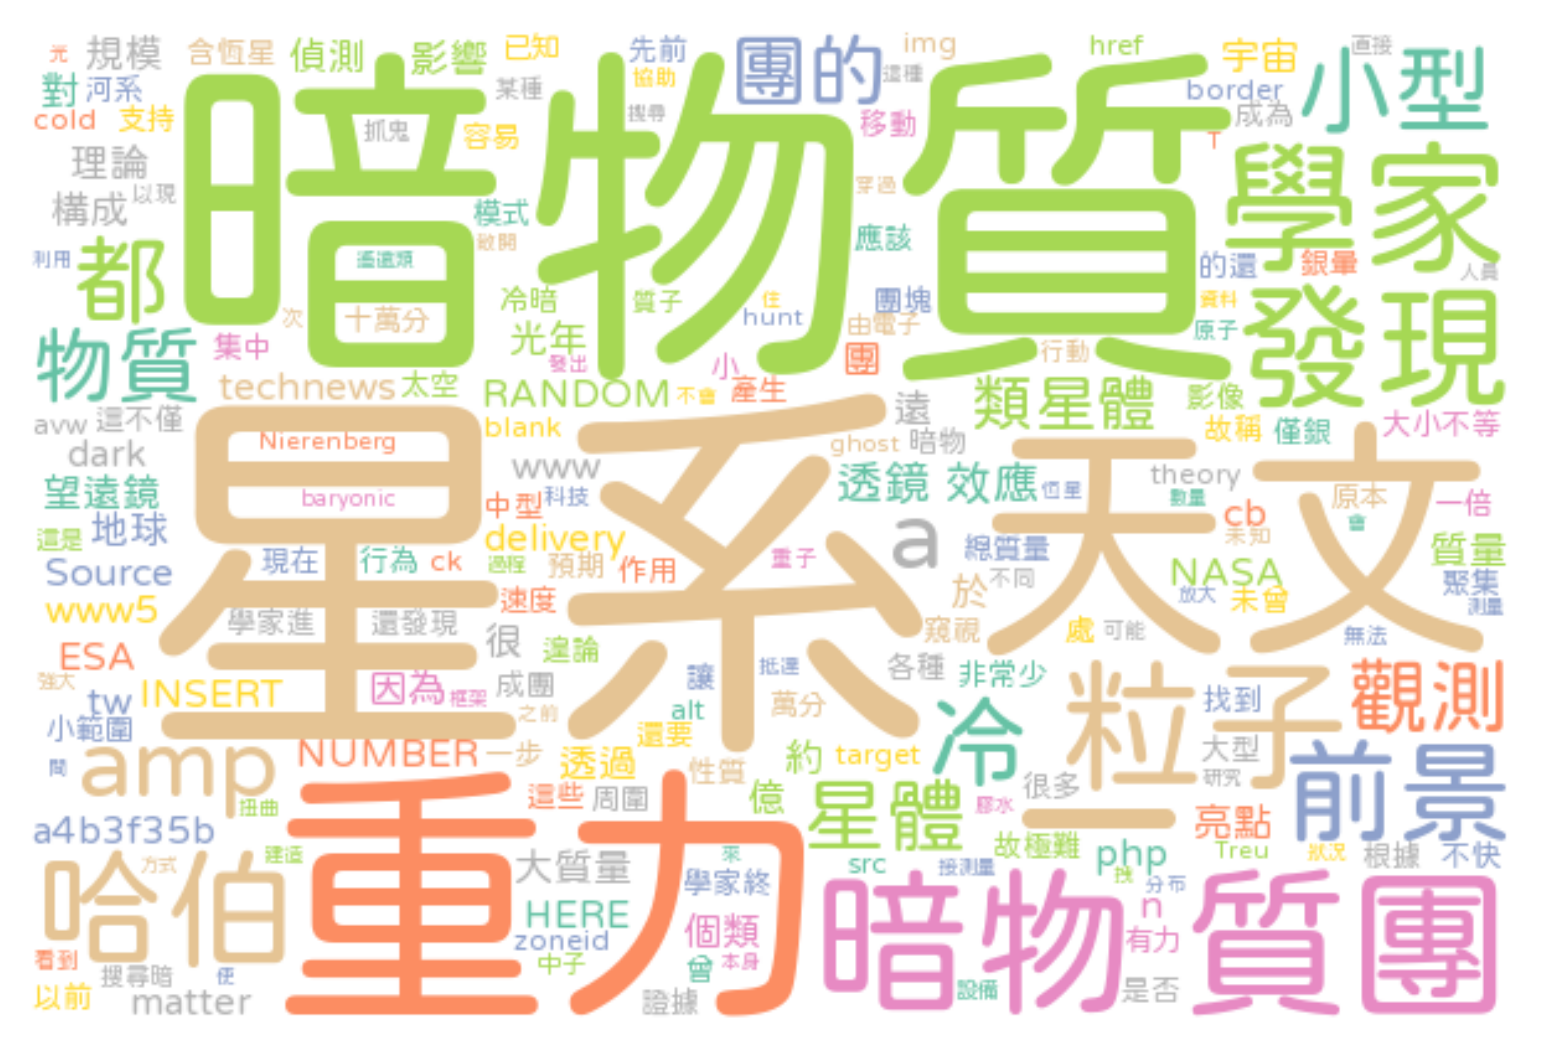 光 規模 含恆星 偵測 影響 已知 先前 團的 img href 宇宙 直接 小型
對 河系 某種 協助 這種 border
cold 支持 抓鬼 容易 搜尋 移動 T 成為
暗物質
理論 學家
構成 以現 模式 穿過
都 敞開 應該 的還 銀暈 人員
利用 遙遠類 冷暗 質子 住 團塊 資料 發現
次 十萬分 光年 hunt 由電子 原子
物質 集中 發出 小 團 行動
technews 太空 RANDOM 不會 產生 類星體 影像
avw 這不僅 Nierenberg blank 遠 故稱 僅銀 大小不等
dark www ghost 暗物 theory
星系 天文
望遠鏡 baryonic 中型 科技 透鏡 效應 恆星 數量 原本 一倍
這是 地球 delivery a cb 會 未知
現在 行為 ck 過程 預期 作用 重子 總質量 質量
Source NASA 聚集
www5 速度 於 不同 放大 未曾 測量
學家進 還發現 很 窺視 處 可能 無法
ESA 遑論 抵達 各種 非常少
強大 tw INSERT 因為 框架 成團 讓 萬分 找到 觀測
小範圍 之前 alt 還要 冷 粒子 大型
間 amp NUMBER 一步 透過 性質 約 target 研究 前景
扭曲 這些 周圍 億 星體 膠水 很多 一
a4b3f35b 重力 亮點
哈伯 方式 建造 大質量 來 src 接測量 故極難 php Treu 狀況 根據 不快
學家終 分布
HERE 暗物質團
zoneid 個類 n
看到 搜尋暗 便 中子 曾 本身 有力
以前 matter 證據 設備 是否